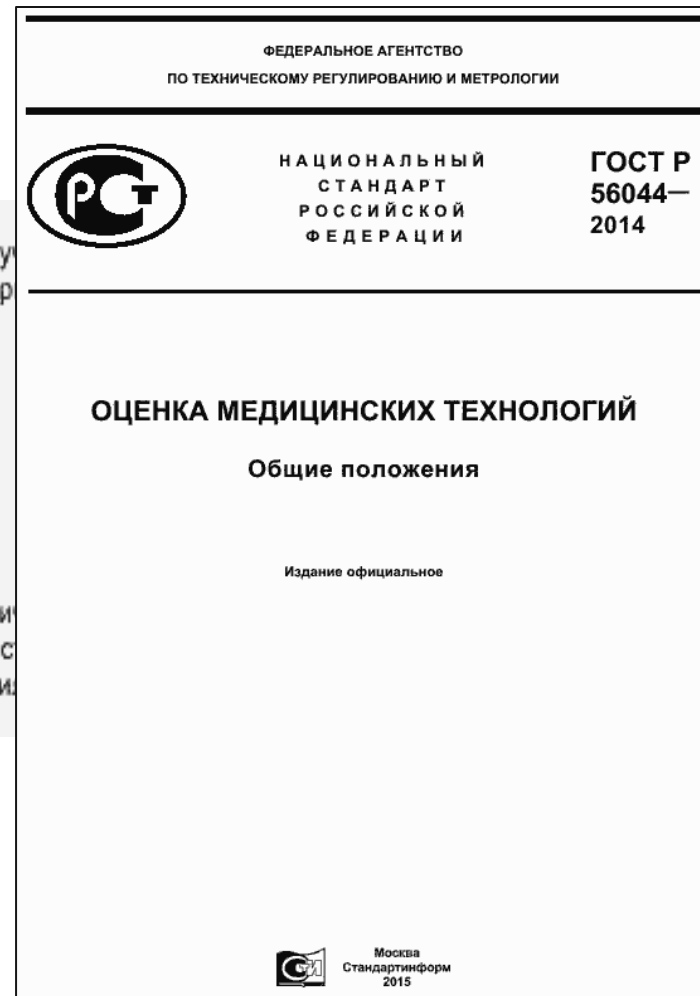 ФЕДЕРАЛЬНОЕ АГЕНТСТВО
ПО ТЕХНИЧЕСКОМУ РЕГУЛИРОВАНИЮ И МЕТРОЛОГИИ
РСТ
НАЦИОНАЛЬНЫЙ
СТАНДАРТ
РОССИЙСКОЙ
ФЕДЕРАЦИИ
ГОСТ Р
56044—
2014
ОЦЕНКА МЕДИЦИНСКИХ ТЕХНОЛОГИЙ
Общие положения
Издание официальное
Москва
Стандартинформ
2015